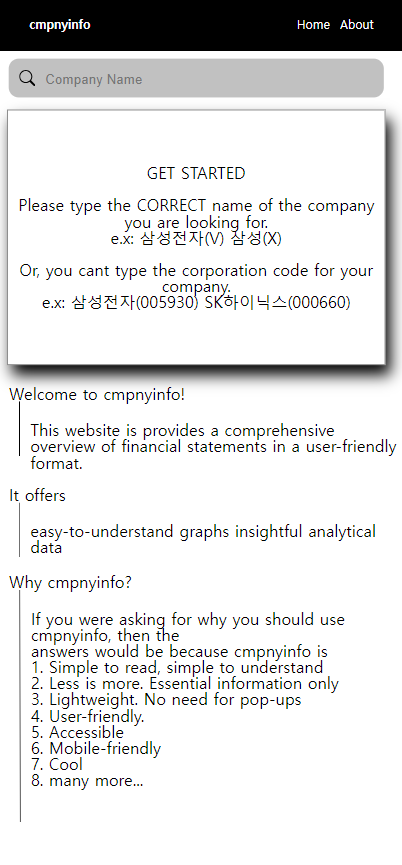 cmpnyinfo
Home About
Company Name
GET STARTED
Please type the CORRECT name of the company
you are looking for.
e.x: 삼성전자(V) 삼성(X)
Or, you cant type the corporation code for your
company.
e.x: 삼성전자(005930) SK하이닉스(000660)
Welcome to cmpnyinfo!
This website is provides a comprehensive
overview of financial statements in a user-friendly
format.
It offers
easy-to-understand graphs insightful analytical
data
Why cmpnyinfo?
If you were asking for why you should use
cmpnyinfo, then the
answers would be because cmpnyinfo is
1. Simple to read, simple to understand
2. Less is more. Essential information only
3. Lightweight. No need for pop-ups
4. User-friendly.
5. Accessible
6. Mobile-friendly
7. Cool
8. many more...